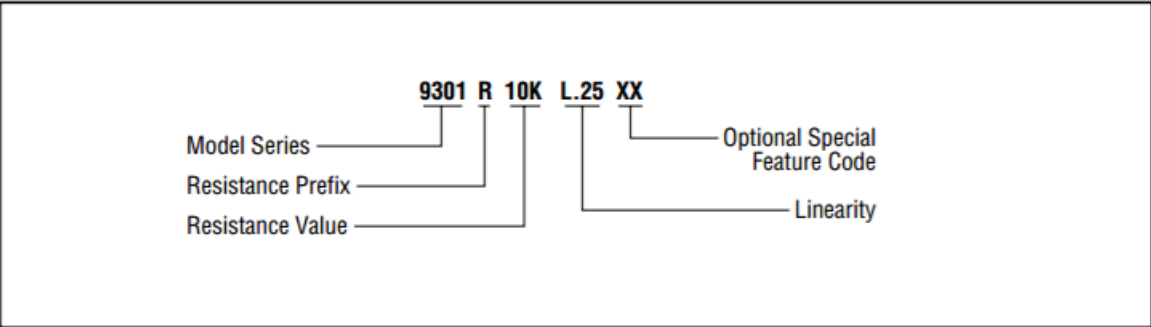 9301 R 10K L.25 XX
Model Series
Optional Special
Feature Code
Resistance Prefix
Linearity
Resistance Value